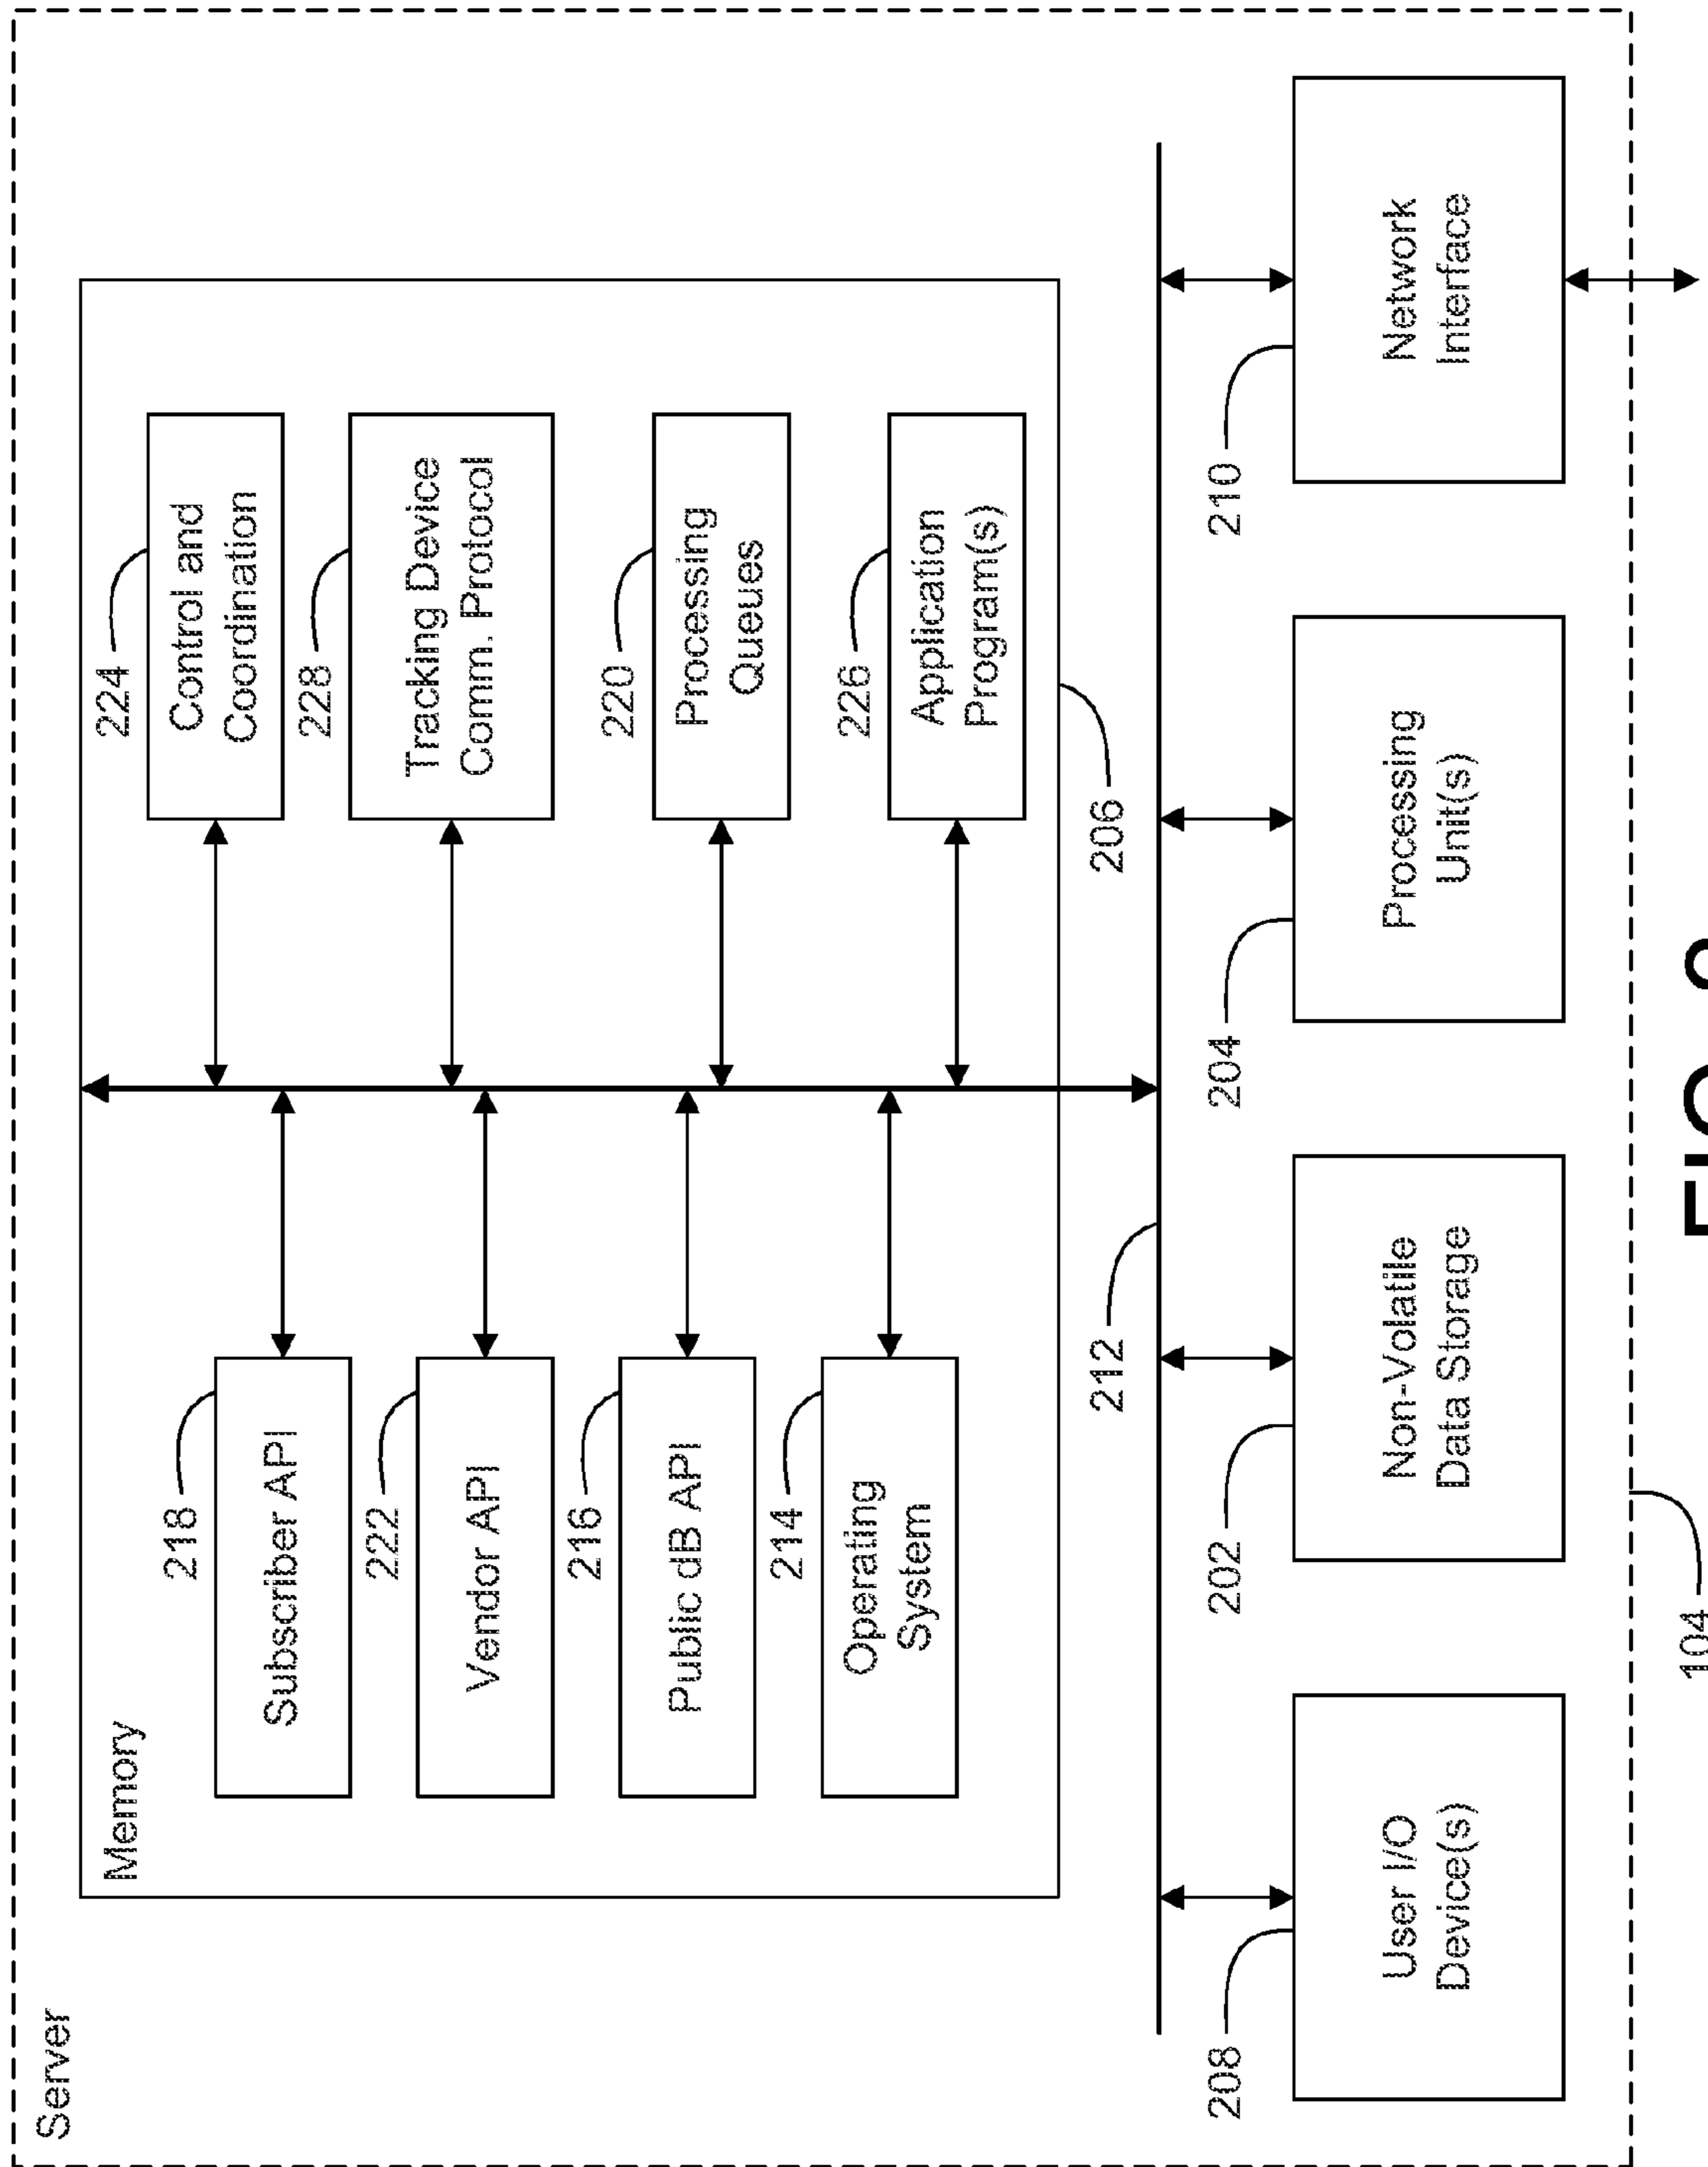 Server
Memory
218
Subscriber API
222
Vendor API
216
Public dB API
214
Operating
System
224
Control and
Coordination
228
Tracking Device
Comm. Protocol
220
Processing
Queues
226
Application
Program(s)
206
212
208
User I/O
Device(s)
202
Non-Volatile
Data Storage
204
Processing
Unit(s)
210
Network
Interface
104